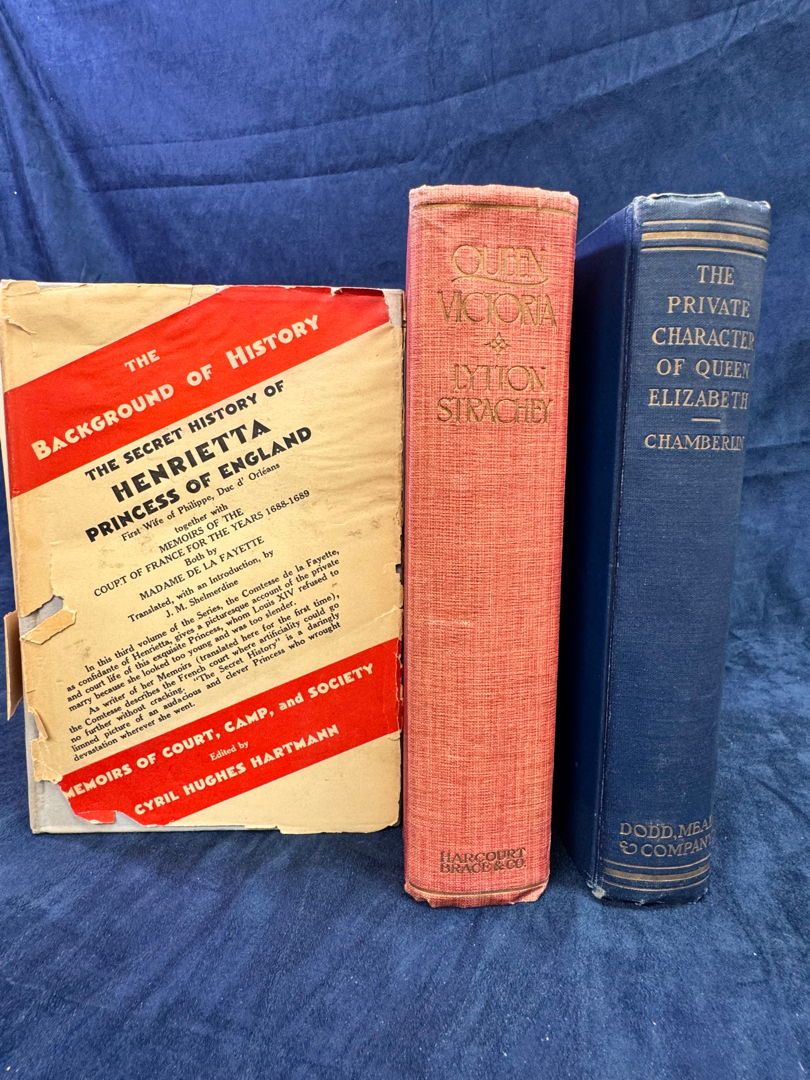 THE
BACKGROUND OF HISTORY
THE SECRET HISTORY OF
HENRIETTA
PRINCESS OF ENGLAND
First Wife of Philippe, Duc d' Orléans
together with
MEMOIRS OF THE
COUPT OF FRANCE FOR THE YEARS 1688-1689
Both by
MADAME DE LA FAYETTE
Translated, with an Introduction, by
J. M. Shelmerdine
In this third volume of the Series, the Comtesse de la Fayette,
as confidante of Henrietta, gives a picturesque account of the private
and court life of this exquisite Princess, whom Louis XIV refused to
marry because she looked too young and was too slender.
As writer of her Memoirs (translated here for the first time),
the Comtesse describes the French court where artificiality could go
no further without cracking. "The Secret History" is a daringly
limned picture of an audacious and clever Princess who wrought
devastation wherever she went.
MEMOIRS OF COURT, CAMP, and SOCIETY
Edited by
CYRIL HUGHES HARTMANN
QUEEN
VICTORIA
LYTTON
STRACHEY
HARCOURT
BRACE & CO.
THE
PRIVATE
CHARACTER
OF QUEEN
ELIZABETH
CHAMBERLIN
DODD, MEAD
& COMPANY